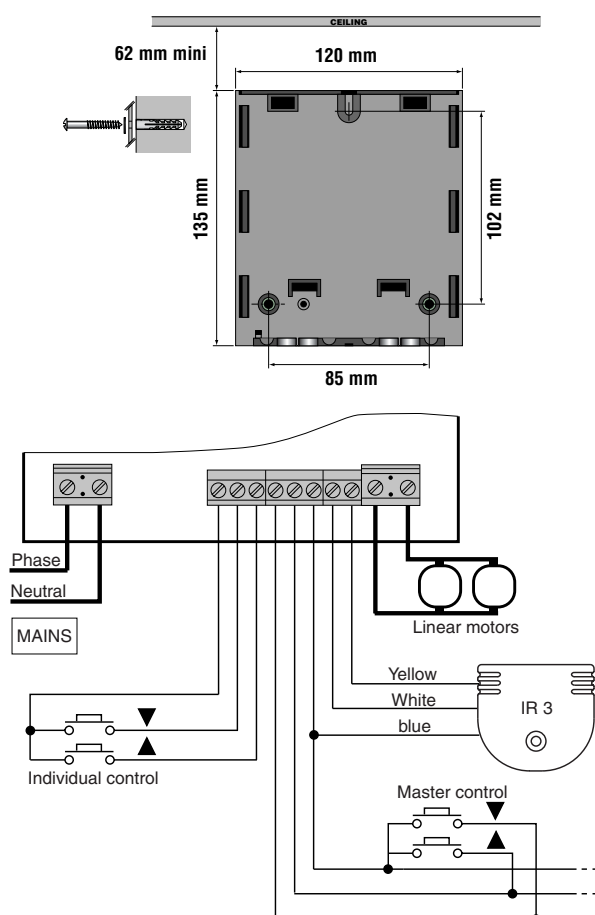 CEILING
62 mm mini
120 mm
135 mm
102 mm
85 mm
Phase
Neutral
MAINS
Linear motors
Yellow
White
blue
IR 3
Individual control
Master control